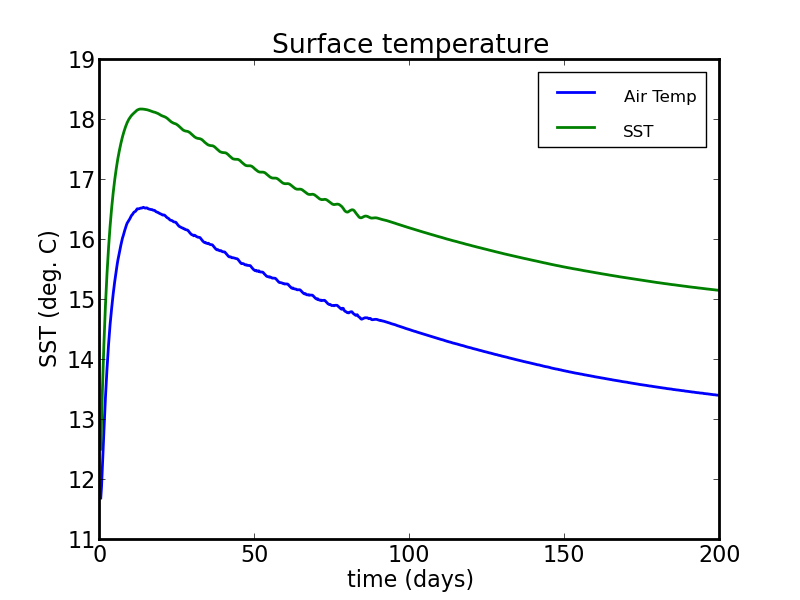 Surface temperature
Air Temp
SST
SST (deg. C)
19
18
17
16
15
14
13
12
11
0 50 100 150 200
time (days)